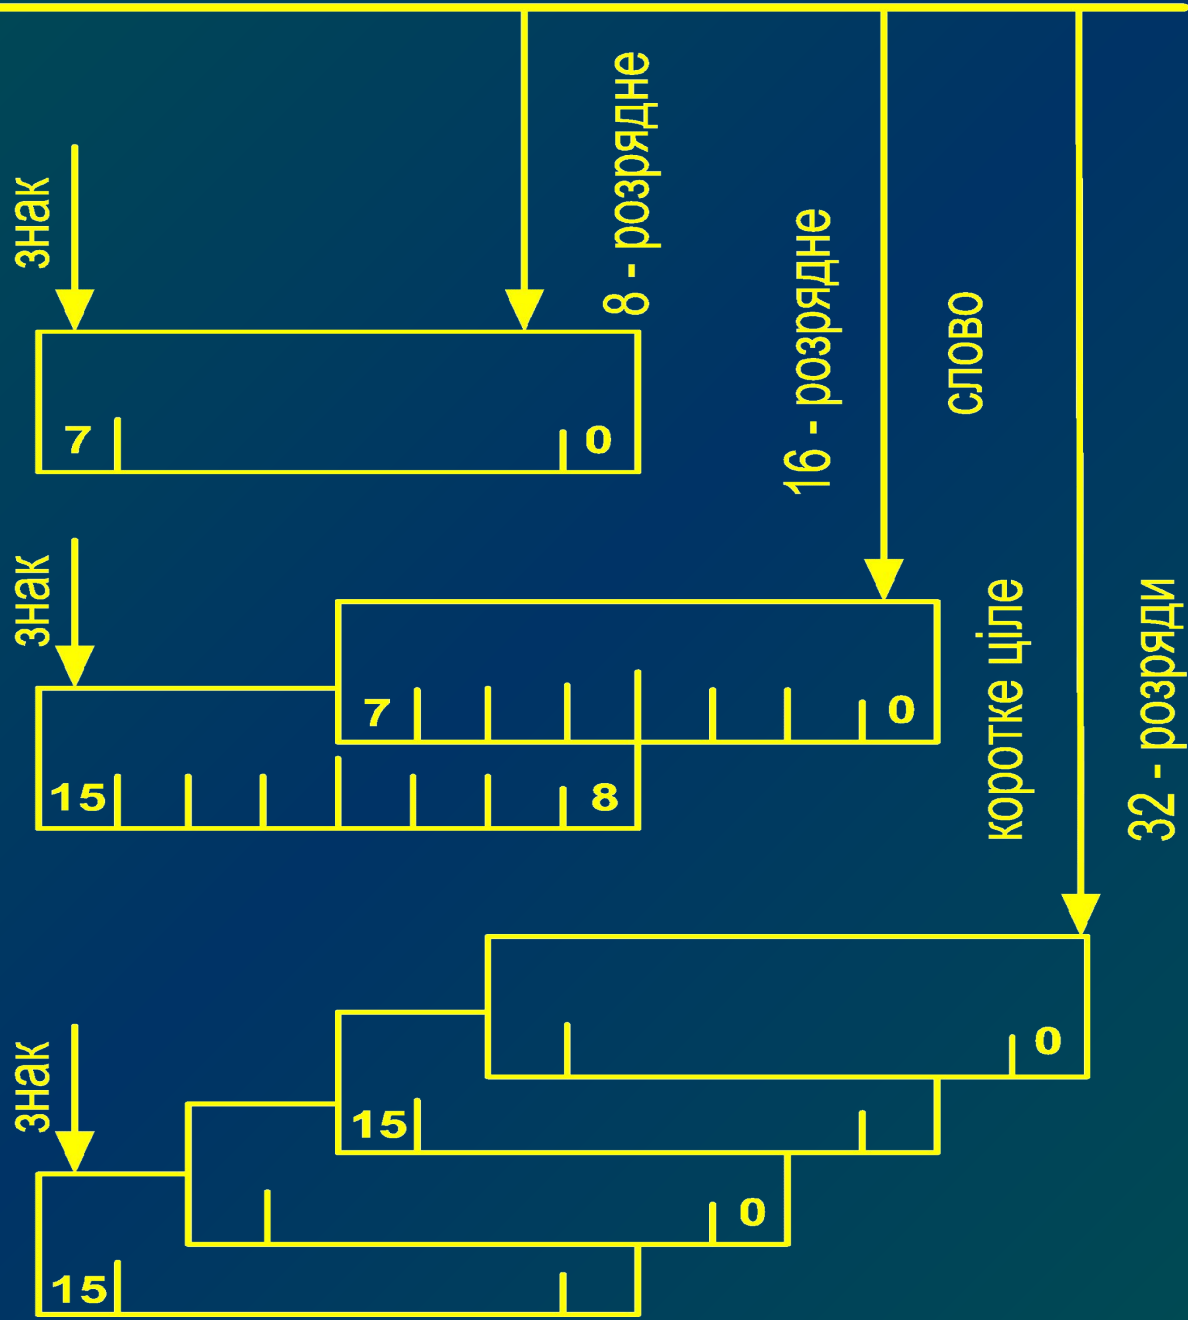 знак
8 - розрядне
7
0
знак
16 - розрядне
слово
7
0
15
8
знак
коротке ціле
32 - розряди
0
15
0
15